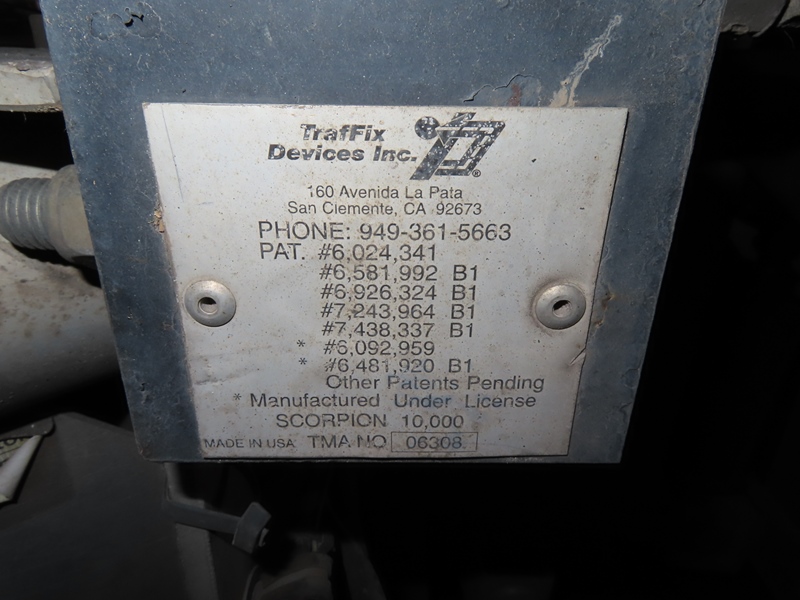 TrafFix
Devices Inc.
®
160 Avenida La Pata
San Clemente, CA 92673
PHONE: 949-361-5663
PAT. #6,024,341
#6,581,992 B1
#6,926,324 B1
#7,243,964 B1
#7,438,337 B1
* #6,092,959
* #6,481,920 B1
Other Patents Pending
* Manufactured Under License
SCORPION 10,000
MADE IN USA TMA NO 06308